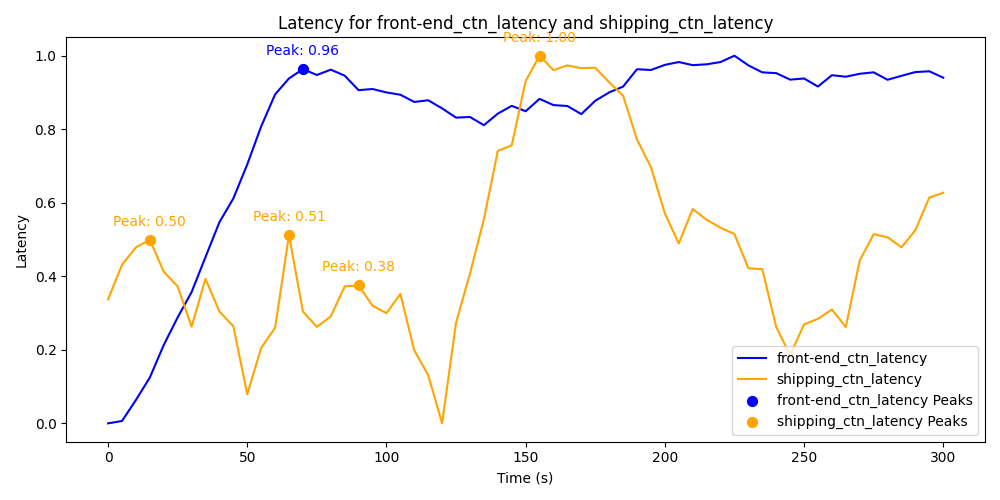 Latency for front-end_ctn_latency and shipping_ctn_latency
Peak: 1.00
Peak: 0.96
Peak: 0.50
Peak: 0.51
Peak: 0.38
Latency
1.0
0.8
0.6
0.4
0.2
0.0
front-end_ctn_latency
shipping_ctn_latency
front-end_ctn_latency Peaks
shipping_ctn_latency Peaks
0 50 100 150 200 250 300
Time (s)